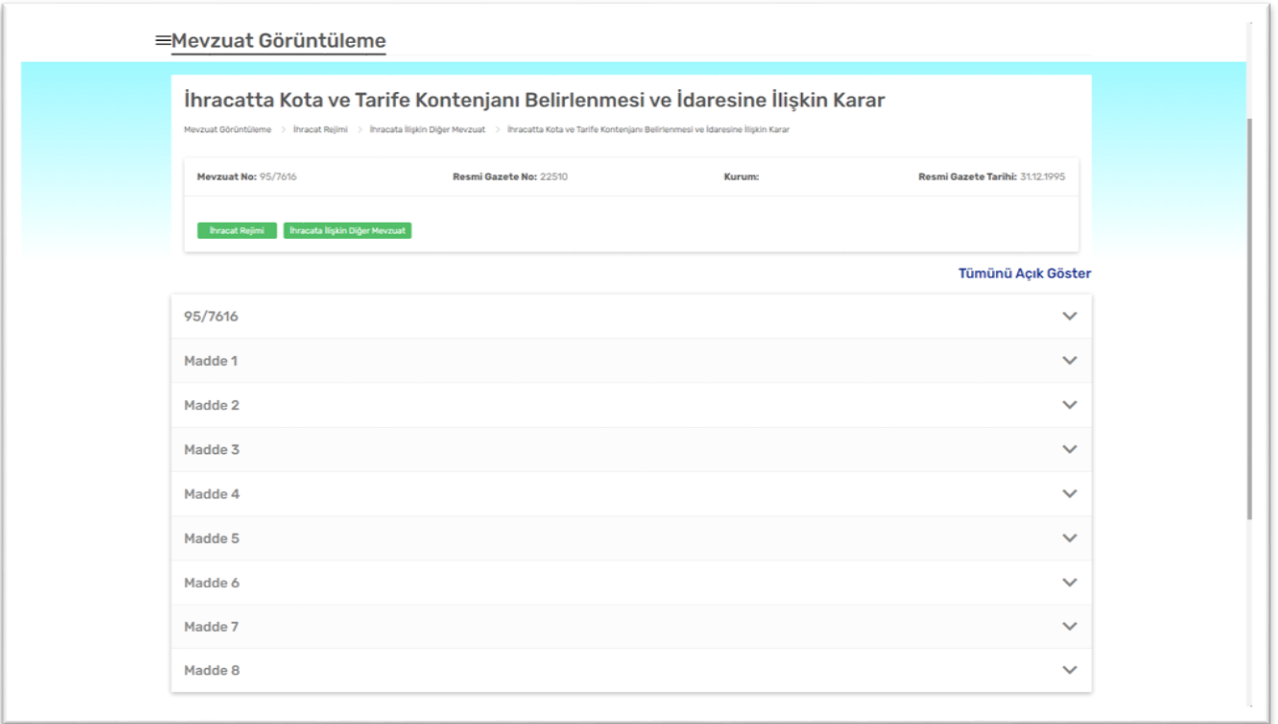 Mevzuat Görüntüleme
İhracatta Kota ve Tarife Kontenjanı Belirlenmesi ve İdaresine İlişkin Karar
Mevzuat Görüntüleme > İhracat Rejimi > İhracata İlişkin Diğer Mevzuat > İhracatta Kota ve Tarife Kontenjanı Belirlenmesi ve İdaresine İlişkin Karar
Mevzuat No: 95/7616 Resmi Gazete No: 22510 Kurum: Resmi Gazete Tarihi: 31.12.1995
İhracat Rejimi İhracata İlişkin Diğer Mevzuat
Tümünü Açık Göster
95/7616
Madde 1
Madde 2
Madde 3
Madde 4
Madde 5
Madde 6
Madde 7
Madde 8